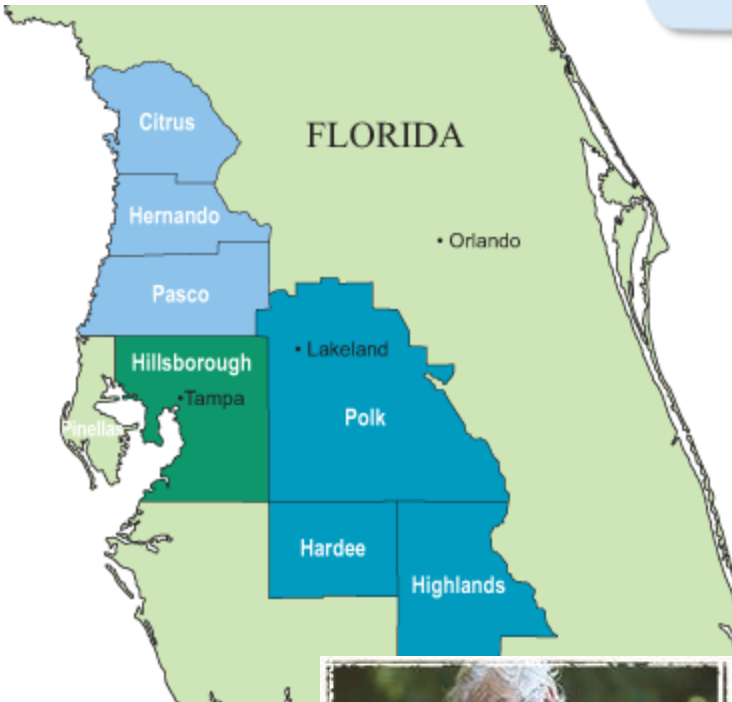 Citrus
FLORIDA
Hernando
• Orlando
Pasco
Hillsborough
• Lakeland
•Tampa
Polk
Pinellas
Hardee
Highlands